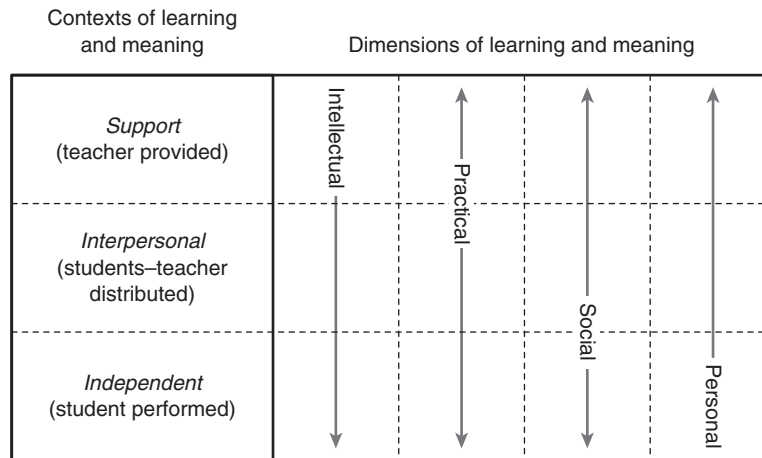 Contexts of learning
and meaning
Dimensions of learning and meaning
Support
(teacher provided)
Interpersonal
(students–teacher
distributed)
Independent
(student performed)
Intellectual
Practical
Social
Personal